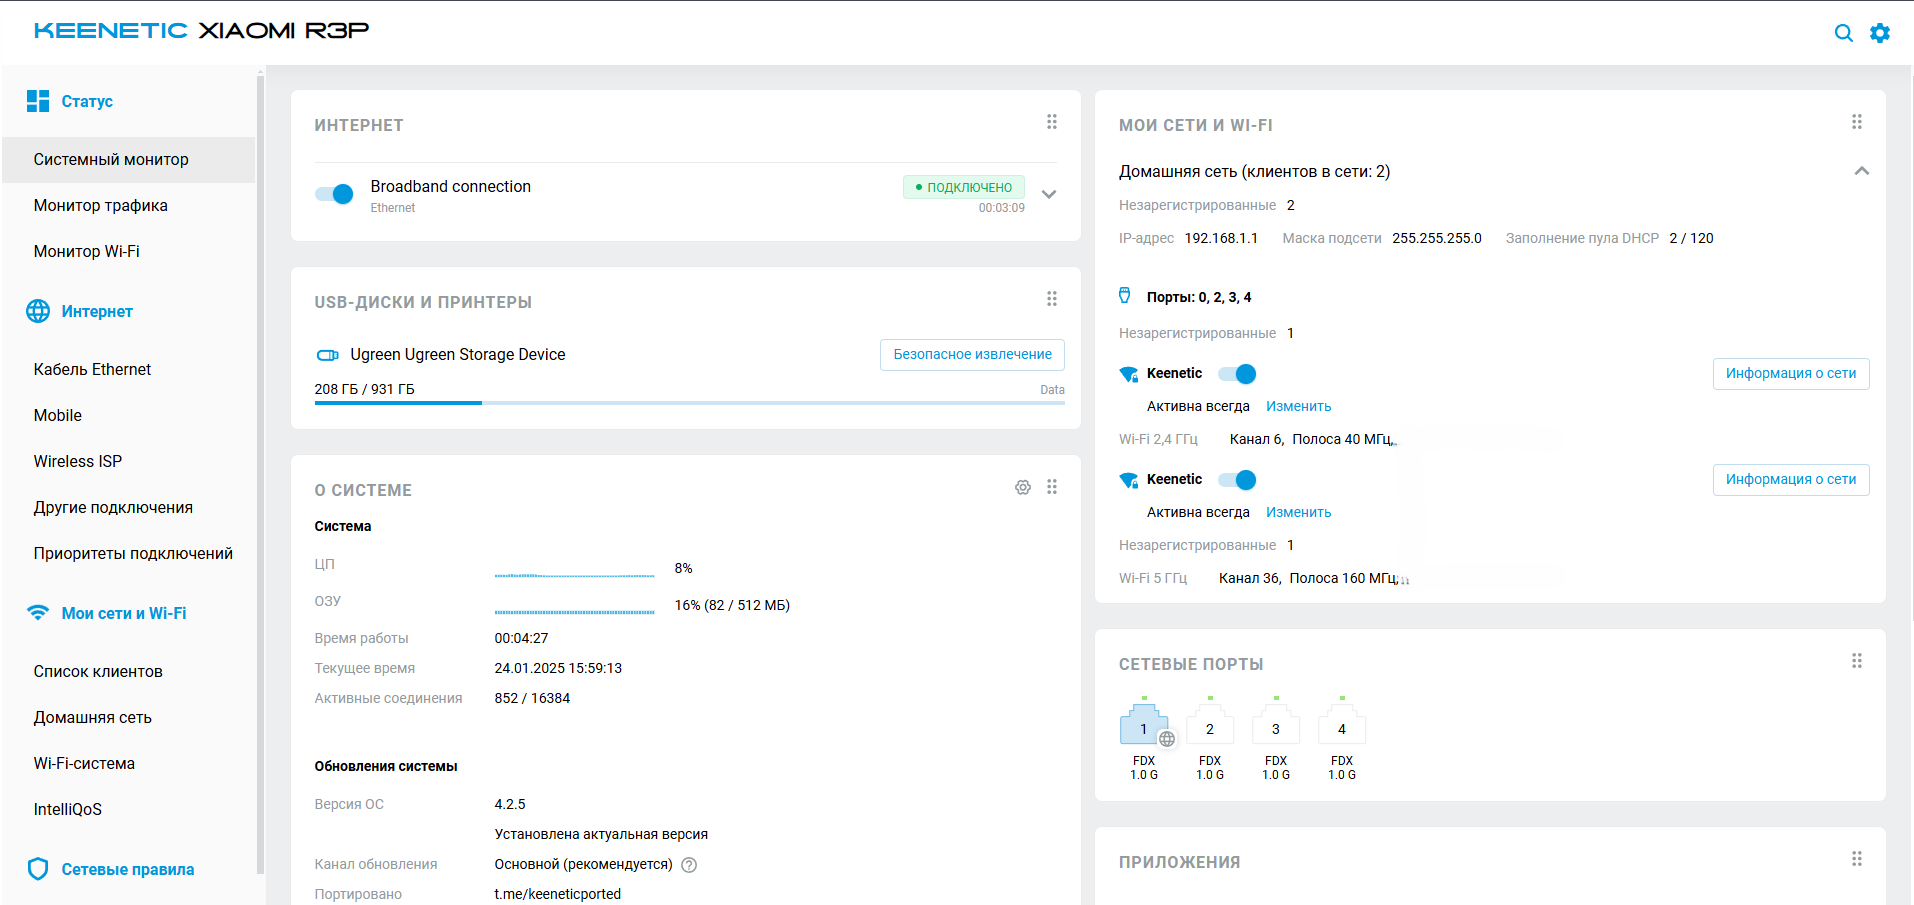 KEENETIC XIAOMI R3P
Статус
Системный монитор
Монитор трафика
Монитор Wi-Fi
Интернет
Кабель Ethernet
Mobile
Wireless ISP
Другие подключения
Приоритеты подключений
Мои сети и Wi-Fi
Список клиентов
Домашняя сеть
Wi-Fi-система
IntelliQoS
Сетевые правила
ИНТЕРНЕТ
Broadband connection
ПОДКЛЮЧЕНО
Ethernet
00:03:09
USB-ДИСКИ И ПРИНТЕРЫ
Ugreen Ugreen Storage Device
Безопасное извлечение
208 ГБ / 931 ГБ
Data
О СИСТЕМЕ
Система
ЦП 8%
ОЗУ 16% (82 / 512 МБ)
Время работы 00:04:27
Текущее время 24.01.2025 15:59:13
Активные соединения 852 / 16384
Обновления системы
Версия ОС 4.2.5
Установлена актуальная версия
Канал обновления Основной (рекомендуется) ?
Портировано t.me/keeneticported
МОИ СЕТИ И WI-FI
Домашняя сеть (клиентов в сети: 2)
Незарегистрированные 2
IP-адрес 192.168.1.1 Маска подсети 255.255.255.0 Заполнение пула DHCP 2 / 120
Порты: 0, 2, 3, 4
Незарегистрированные 1
Keenetic Информация о сети
Активна всегда Изменить
Wi-Fi 2,4 ГГц Канал 6, Полоса 40 МГц,
Keenetic Информация о сети
Активна всегда Изменить
Незарегистрированные 1
Wi-Fi 5 ГГц Канал 36, Полоса 160 МГц,
СЕТЕВЫЕ ПОРТЫ
1 2 3 4
FDX FDX FDX FDX
1.0 G 1.0 G 1.0 G 1.0 G
ПРИЛОЖЕНИЯ